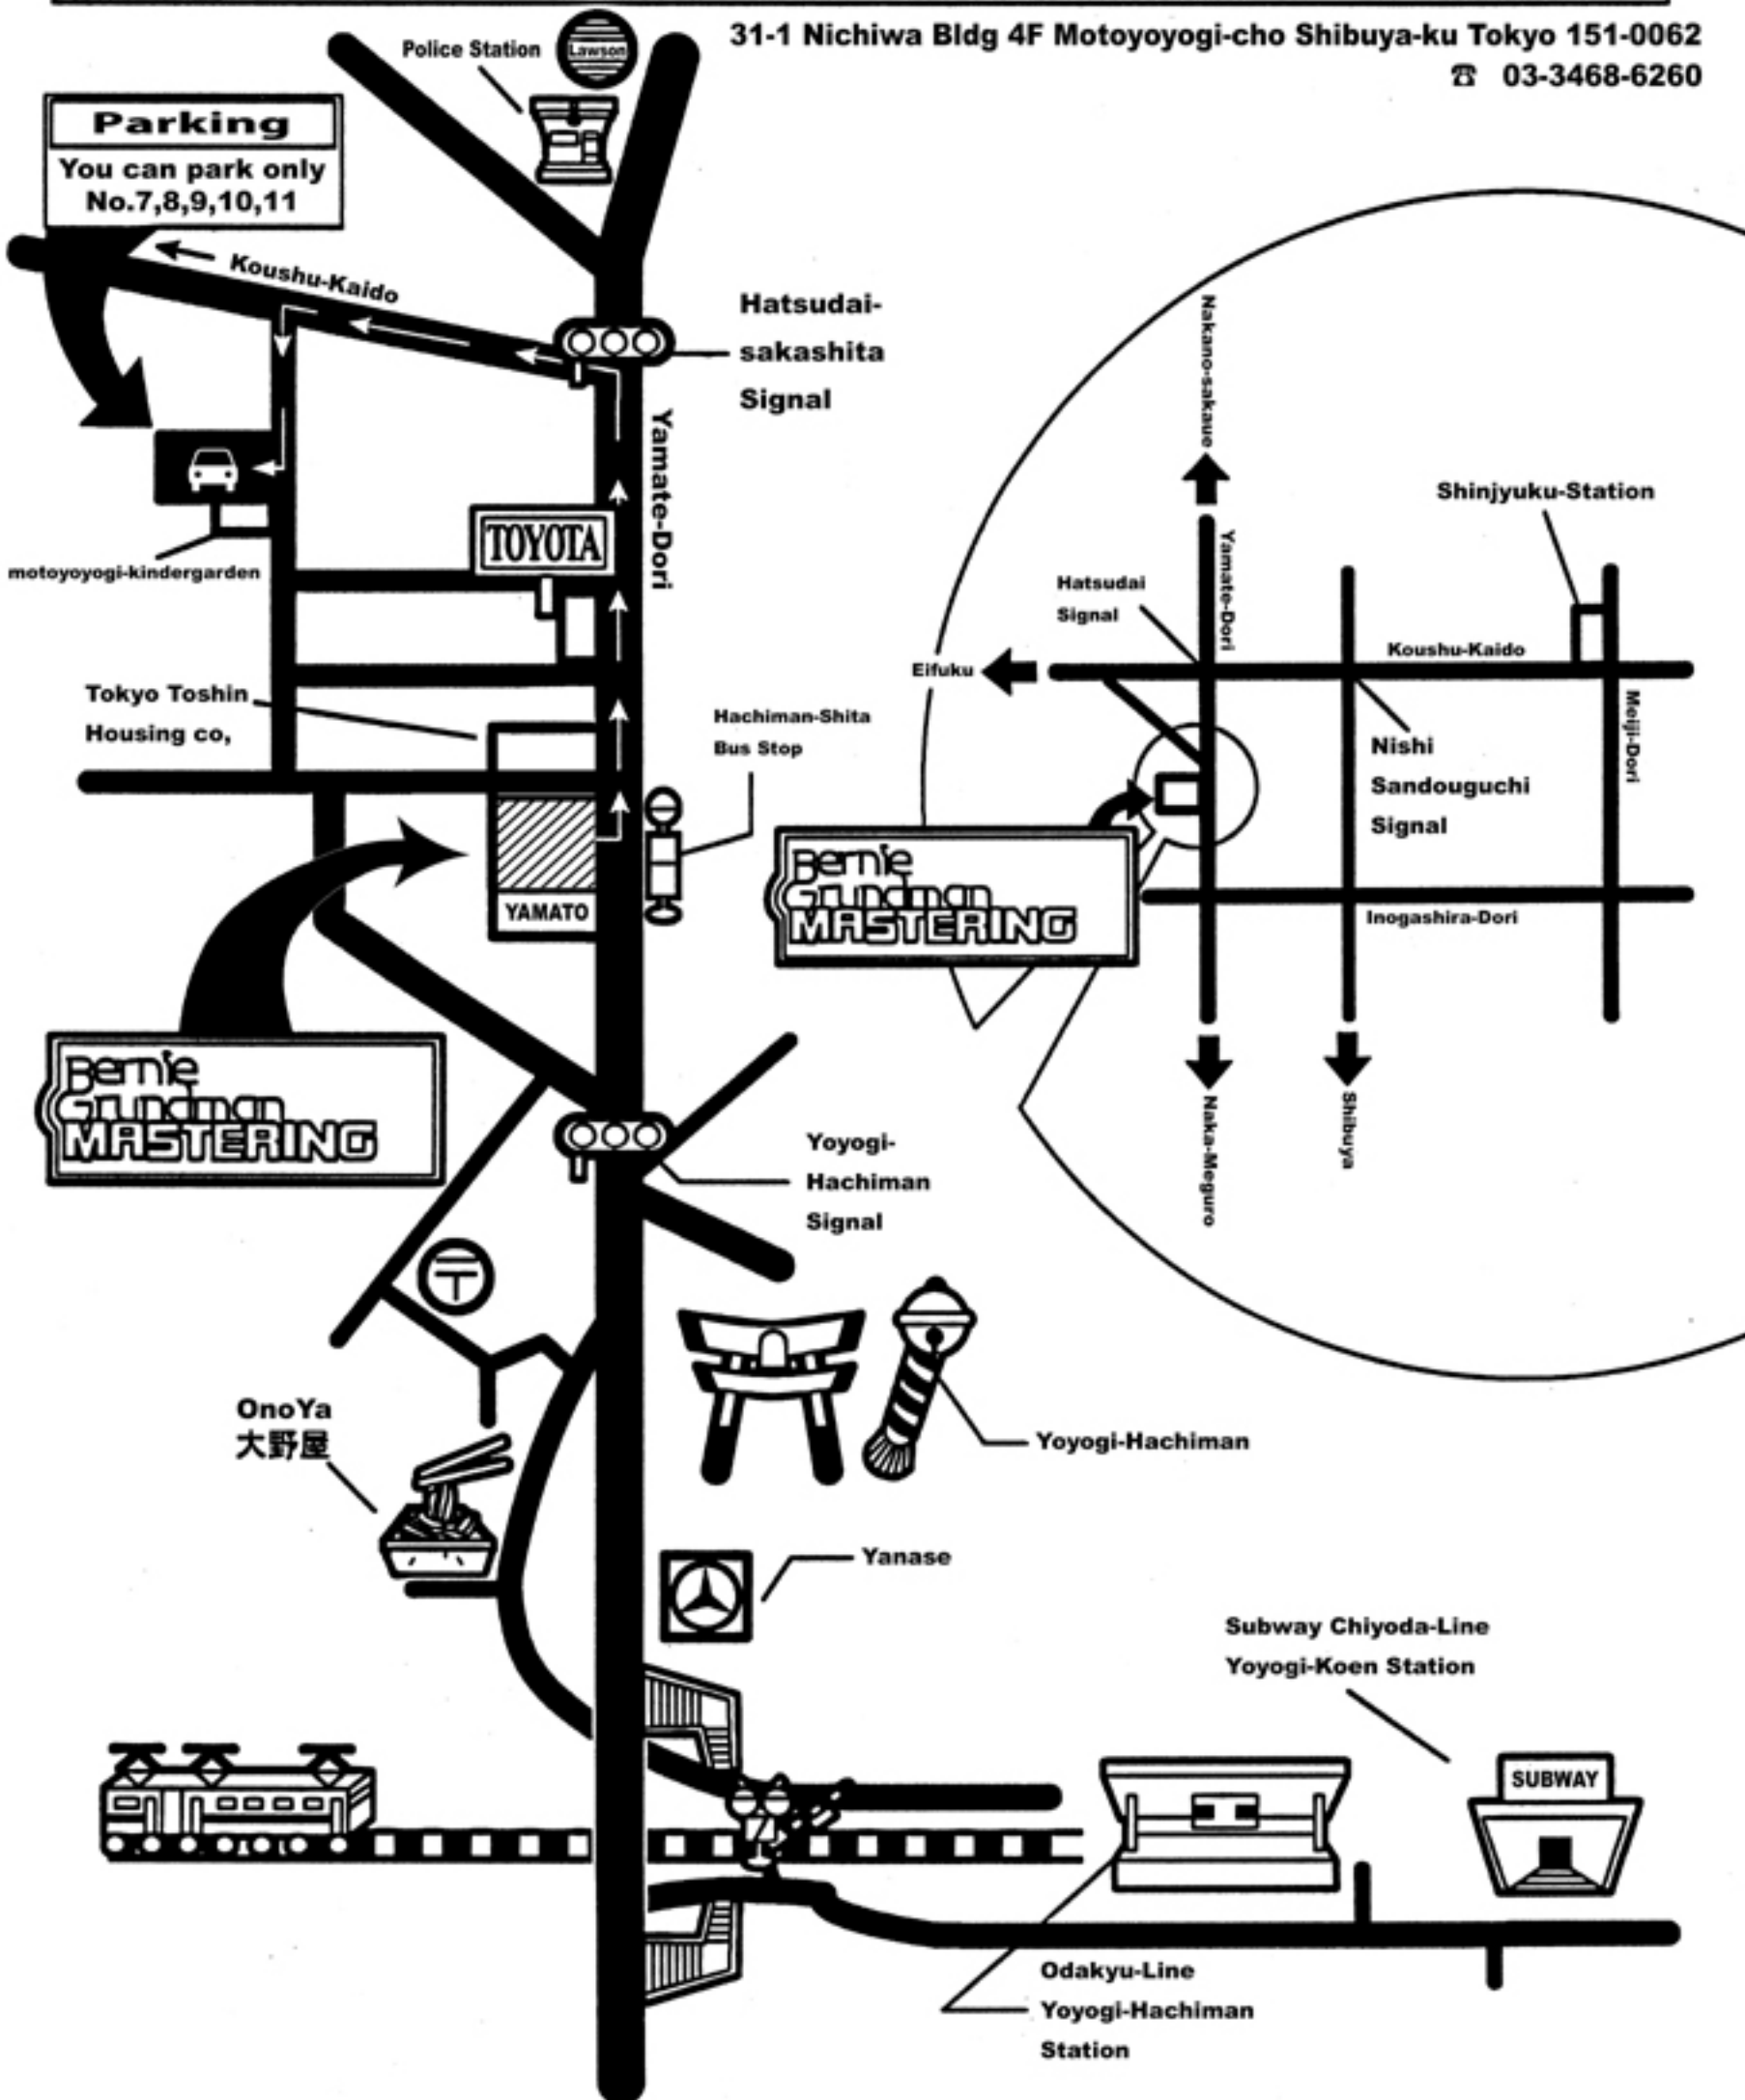 31-1 Nichiwa Bldg 4F Motoyoyogi-cho Shibuya-ku Tokyo 151-0062
☎ 03-3468-6260
Police Station
Lawson
Parking
You can park only
No.7,8,9,10,11
Koushu-Kaido
Hatsudai-
sakashita
Signal
Yamate-Dori
TOYOTA
motoyoyogi-kindergarden
Tokyo Toshin
Housing co,
Hachiman-Shita
Bus Stop
YAMATO
Bernie
Grundman
MASTERING
Nakano-sakaue
Yamate-Dori
Shinjyuku-Station
Hatsudai
Signal
Koushu-Kaido
Eifuku
Meiji-Dori
Nishi
Sandouguchi
Signal
Bernie
Grundman
MASTERING
Inogashira-Dori
Naka-Meguro
Shibuya
Yoyogi-
Hachiman
Signal
〒
OnoYa
大野屋
Yoyogi-Hachiman
Yanase
Subway Chiyoda-Line
Yoyogi-Koen Station
SUBWAY
Odakyu-Line
Yoyogi-Hachiman
Station